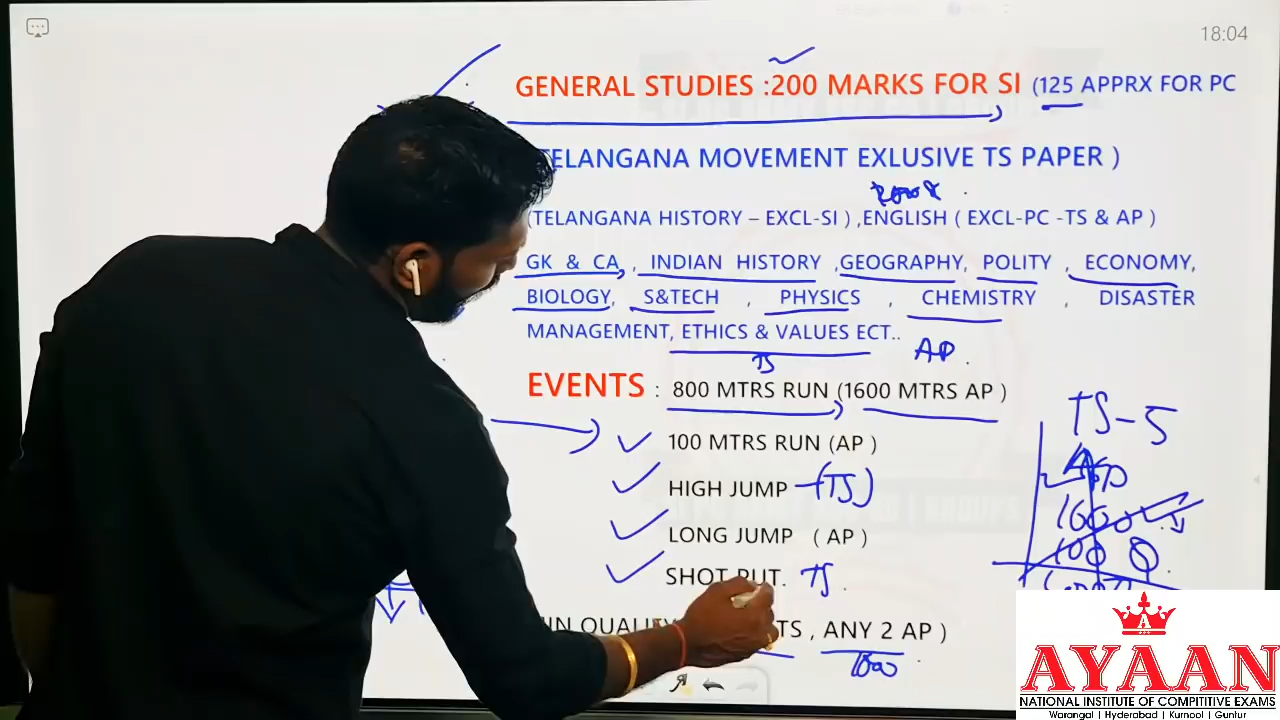 18:04
GENERAL STUDIES :200 MARKS FOR SI (125 APPRX FOR PC
TELANGANA MOVEMENT EXLUSIVE TS PAPER )
(TELANGANA HISTORY – EXCL-SI ) ,ENGLISH ( EXCL-PC -TS & AP )
GK & CA , INDIAN HISTORY ,GEOGRAPHY, POLITY , ECONOMY,
BIOLOGY, S&TECH , PHYSICS , CHEMISTRY , DISASTER
MANAGEMENT, ETHICS & VALUES ECT..
TS AP
EVENTS : 800 MTRS RUN (1600 MTRS AP )
TS-5
100 MTRS RUN (AP )
HIGH JUMP (TS)
1600
LONG JUMP ( AP )
100
SHOT PUT. TS
TS , ANY 2 AP )
1600
AYAAN
NATIONAL INSTITUTE OF COMPITITIVE EXAMS
Warangal | Hyderabad | Kurnool | Guntur